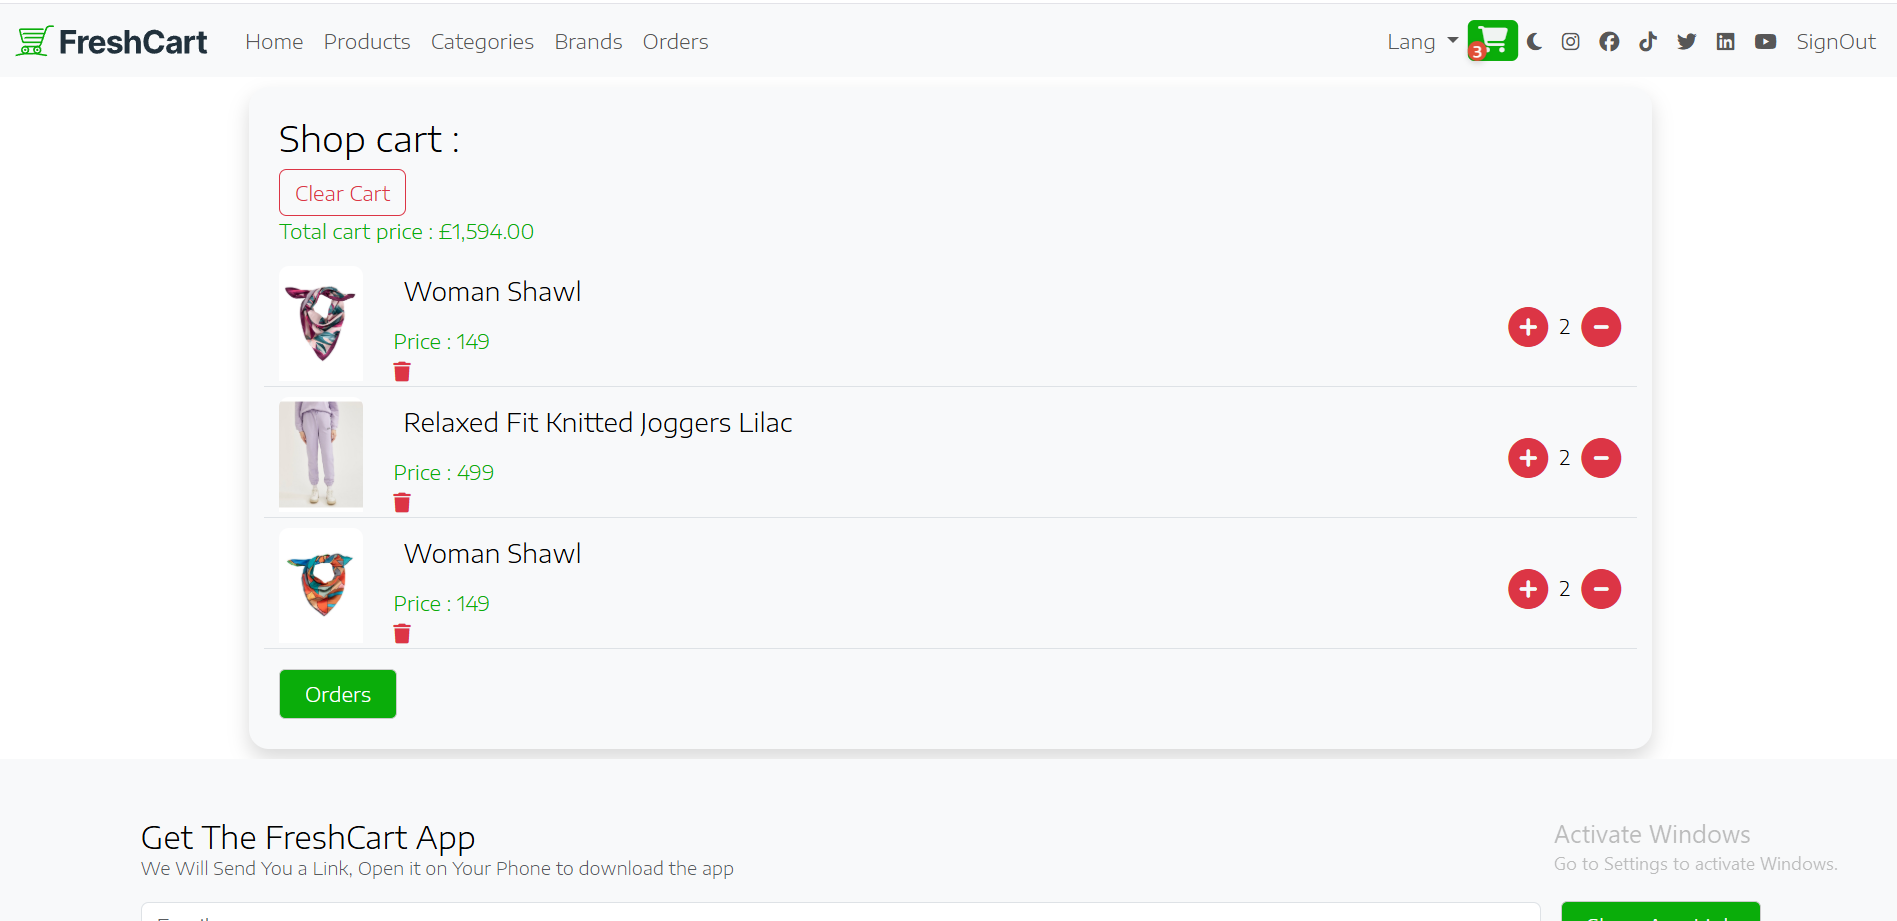 FreshCart Home Products Categories Brands Orders Lang 3 SignOut
Shop cart :
Clear Cart
Total cart price : £1,594.00
Woman Shawl
2
Price : 149
Relaxed Fit Knitted Joggers Lilac
2
Price : 499
Woman Shawl
2
Price : 149
Orders
Get The FreshCart App
We Will Send You a Link, Open it on Your Phone to download the app
Activate Windows
Go to Settings to activate Windows.